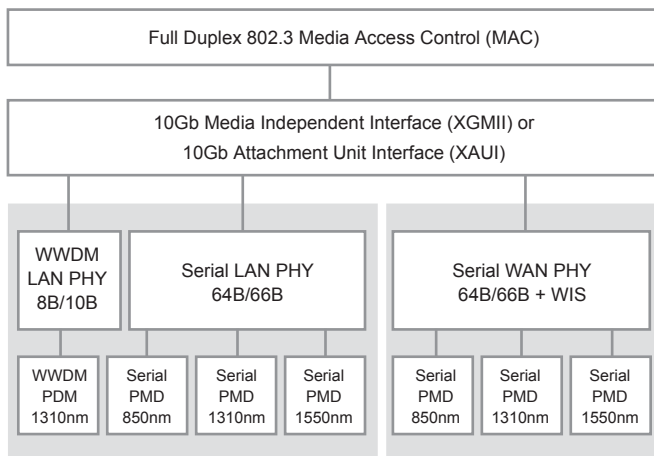 Full Duplex 802.3 Media Access Control (MAC)
10Gb Media Independent Interface (XGMII) or
10Gb Attachment Unit Interface (XAUI)
WWDM
LAN PHY
8B/10B
Serial LAN PHY
64B/66B
Serial WAN PHY
64B/66B + WIS
WWDM
PDM
1310nm
Serial
PMD
850nm
Serial
PMD
1310nm
Serial
PMD
1550nm
Serial
PMD
850nm
Serial
PMD
1310nm
Serial
PMD
1550nm